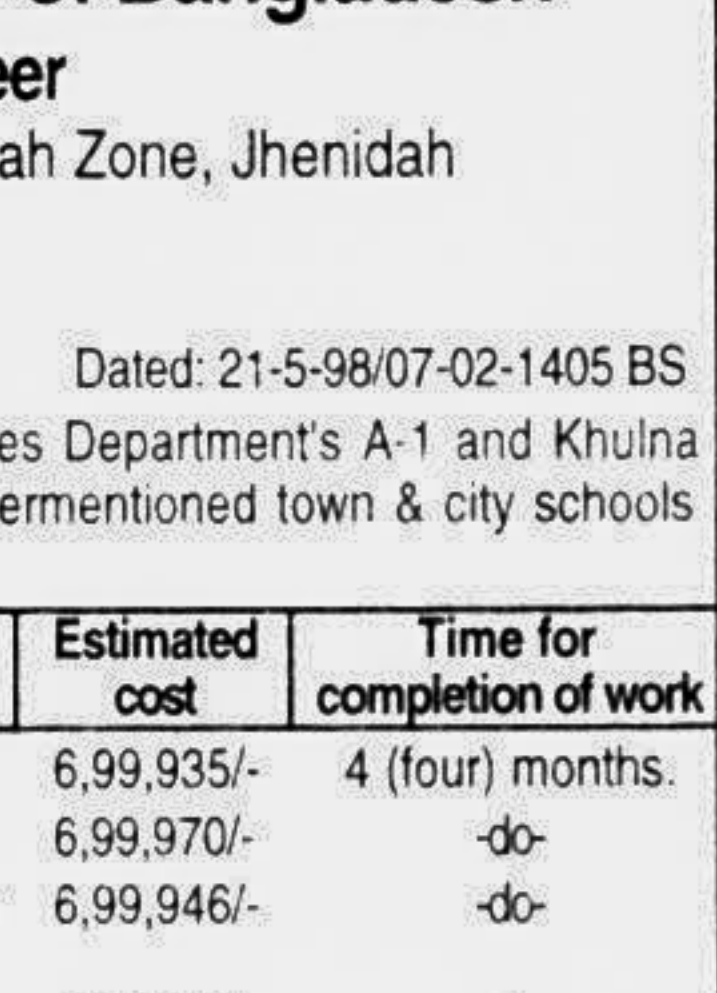 eer
ah Zone, Jhenidah
Dated: 21-5-98/07-02-1405 BS
es Department's A-1 and Khulna
ermentioned town & city schools
Estimated cost
Time for completion of work
6,99,935/- 4 (four) months.
6,99,970/- -do-
6,99,946/- -do-